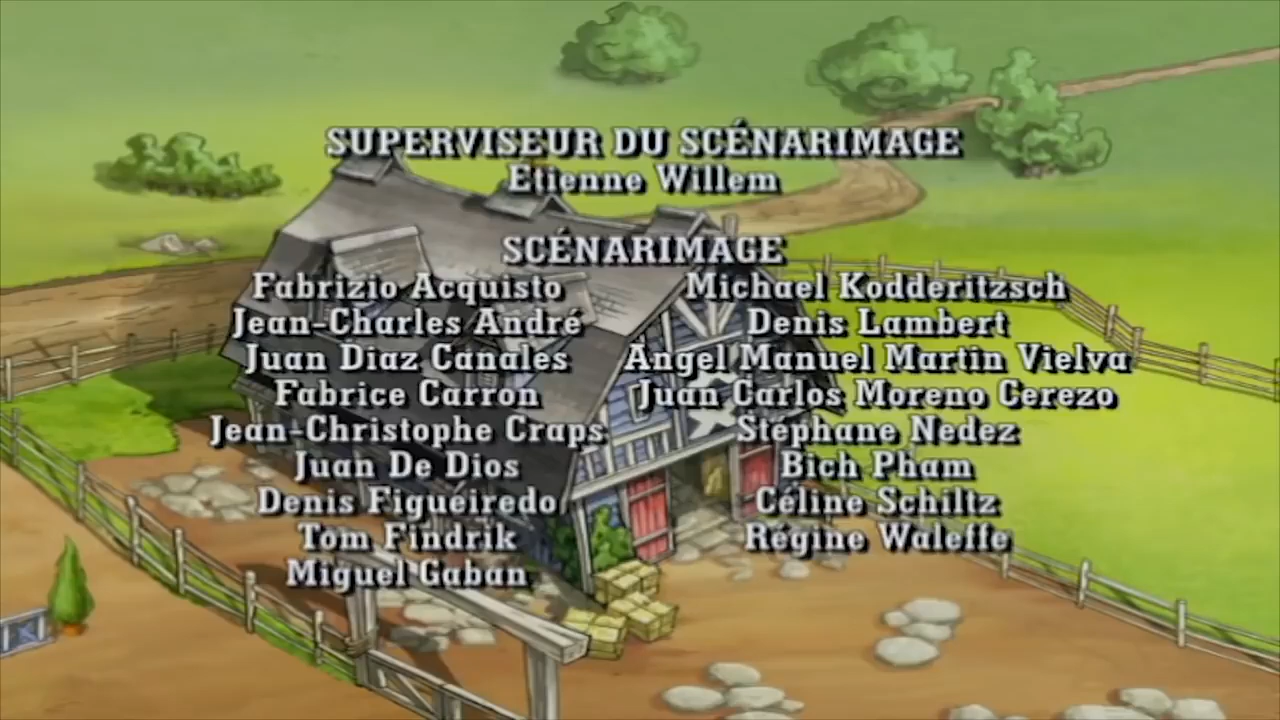 SUPERVISEUR DU SCÉNARIMAGE
Etienne Willem
SCÉNARIMAGE
Fabrizio Acquisto
Jean-Charles André
Juan Diaz Canales
Fabrice Carron
Jean-Christophe Craps
Juan De Dios
Denis Figuéiredo
Tom Findrik
Miguel Gaban
Michael Kodderitzsch
Denis Lambert
Angel Manuel Martin Vielva
Juan Carlos Moreno Cerezo
Stéphane Nedez
Bich Pham
Céline Schiltz
Régine Waleffe